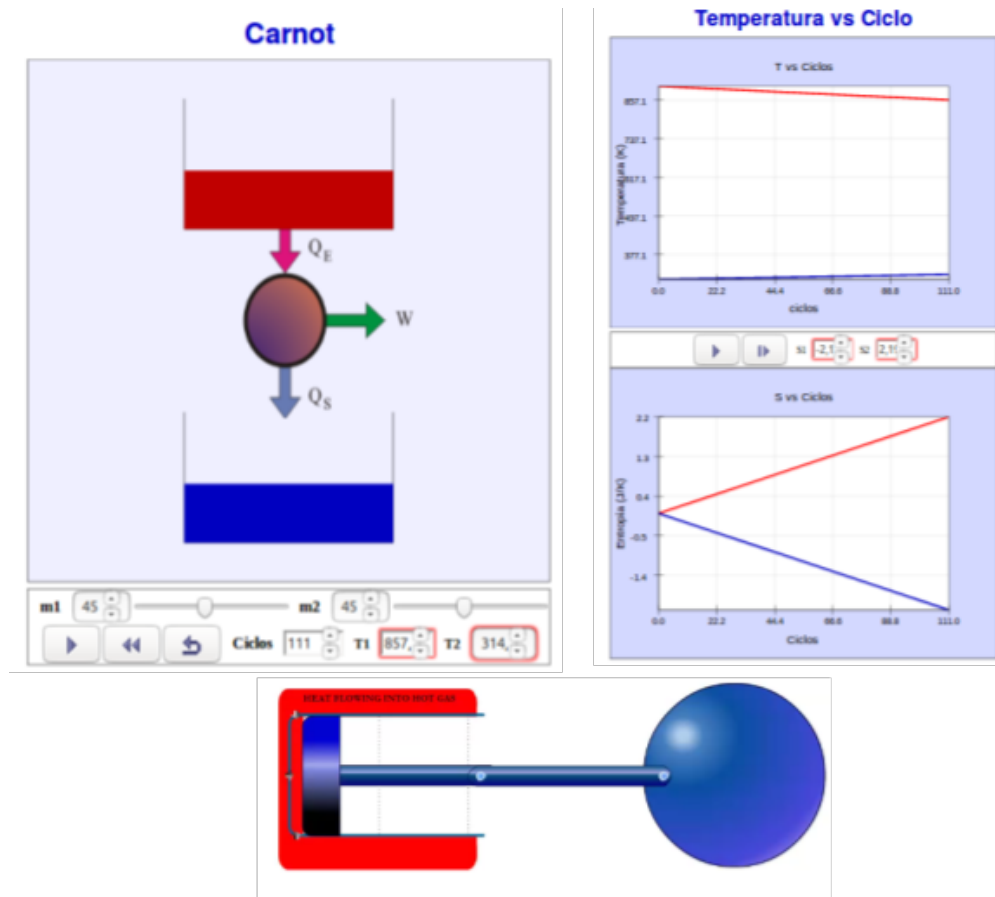 Carnot
Q E
W
Q S
m1 45 m2 45
Ciclos 111 T1 857, T2 314,
Temperatura vs Ciclo
T vs Ciclos
Temperatura (K)
857.1
737.1
617.1
497.1
377.1
0.0 22.2 44.4 66.6 88.8 111.0
ciclos
S1 -2,1 S2 2,1
S vs Ciclos
Entropía (J/K)
2.2
1.3
0.4
-0.5
-1.4
0.0 22.2 44.4 66.6 88.8 111.0
Ciclos
HEAT FLOWING INTO HOT GAS